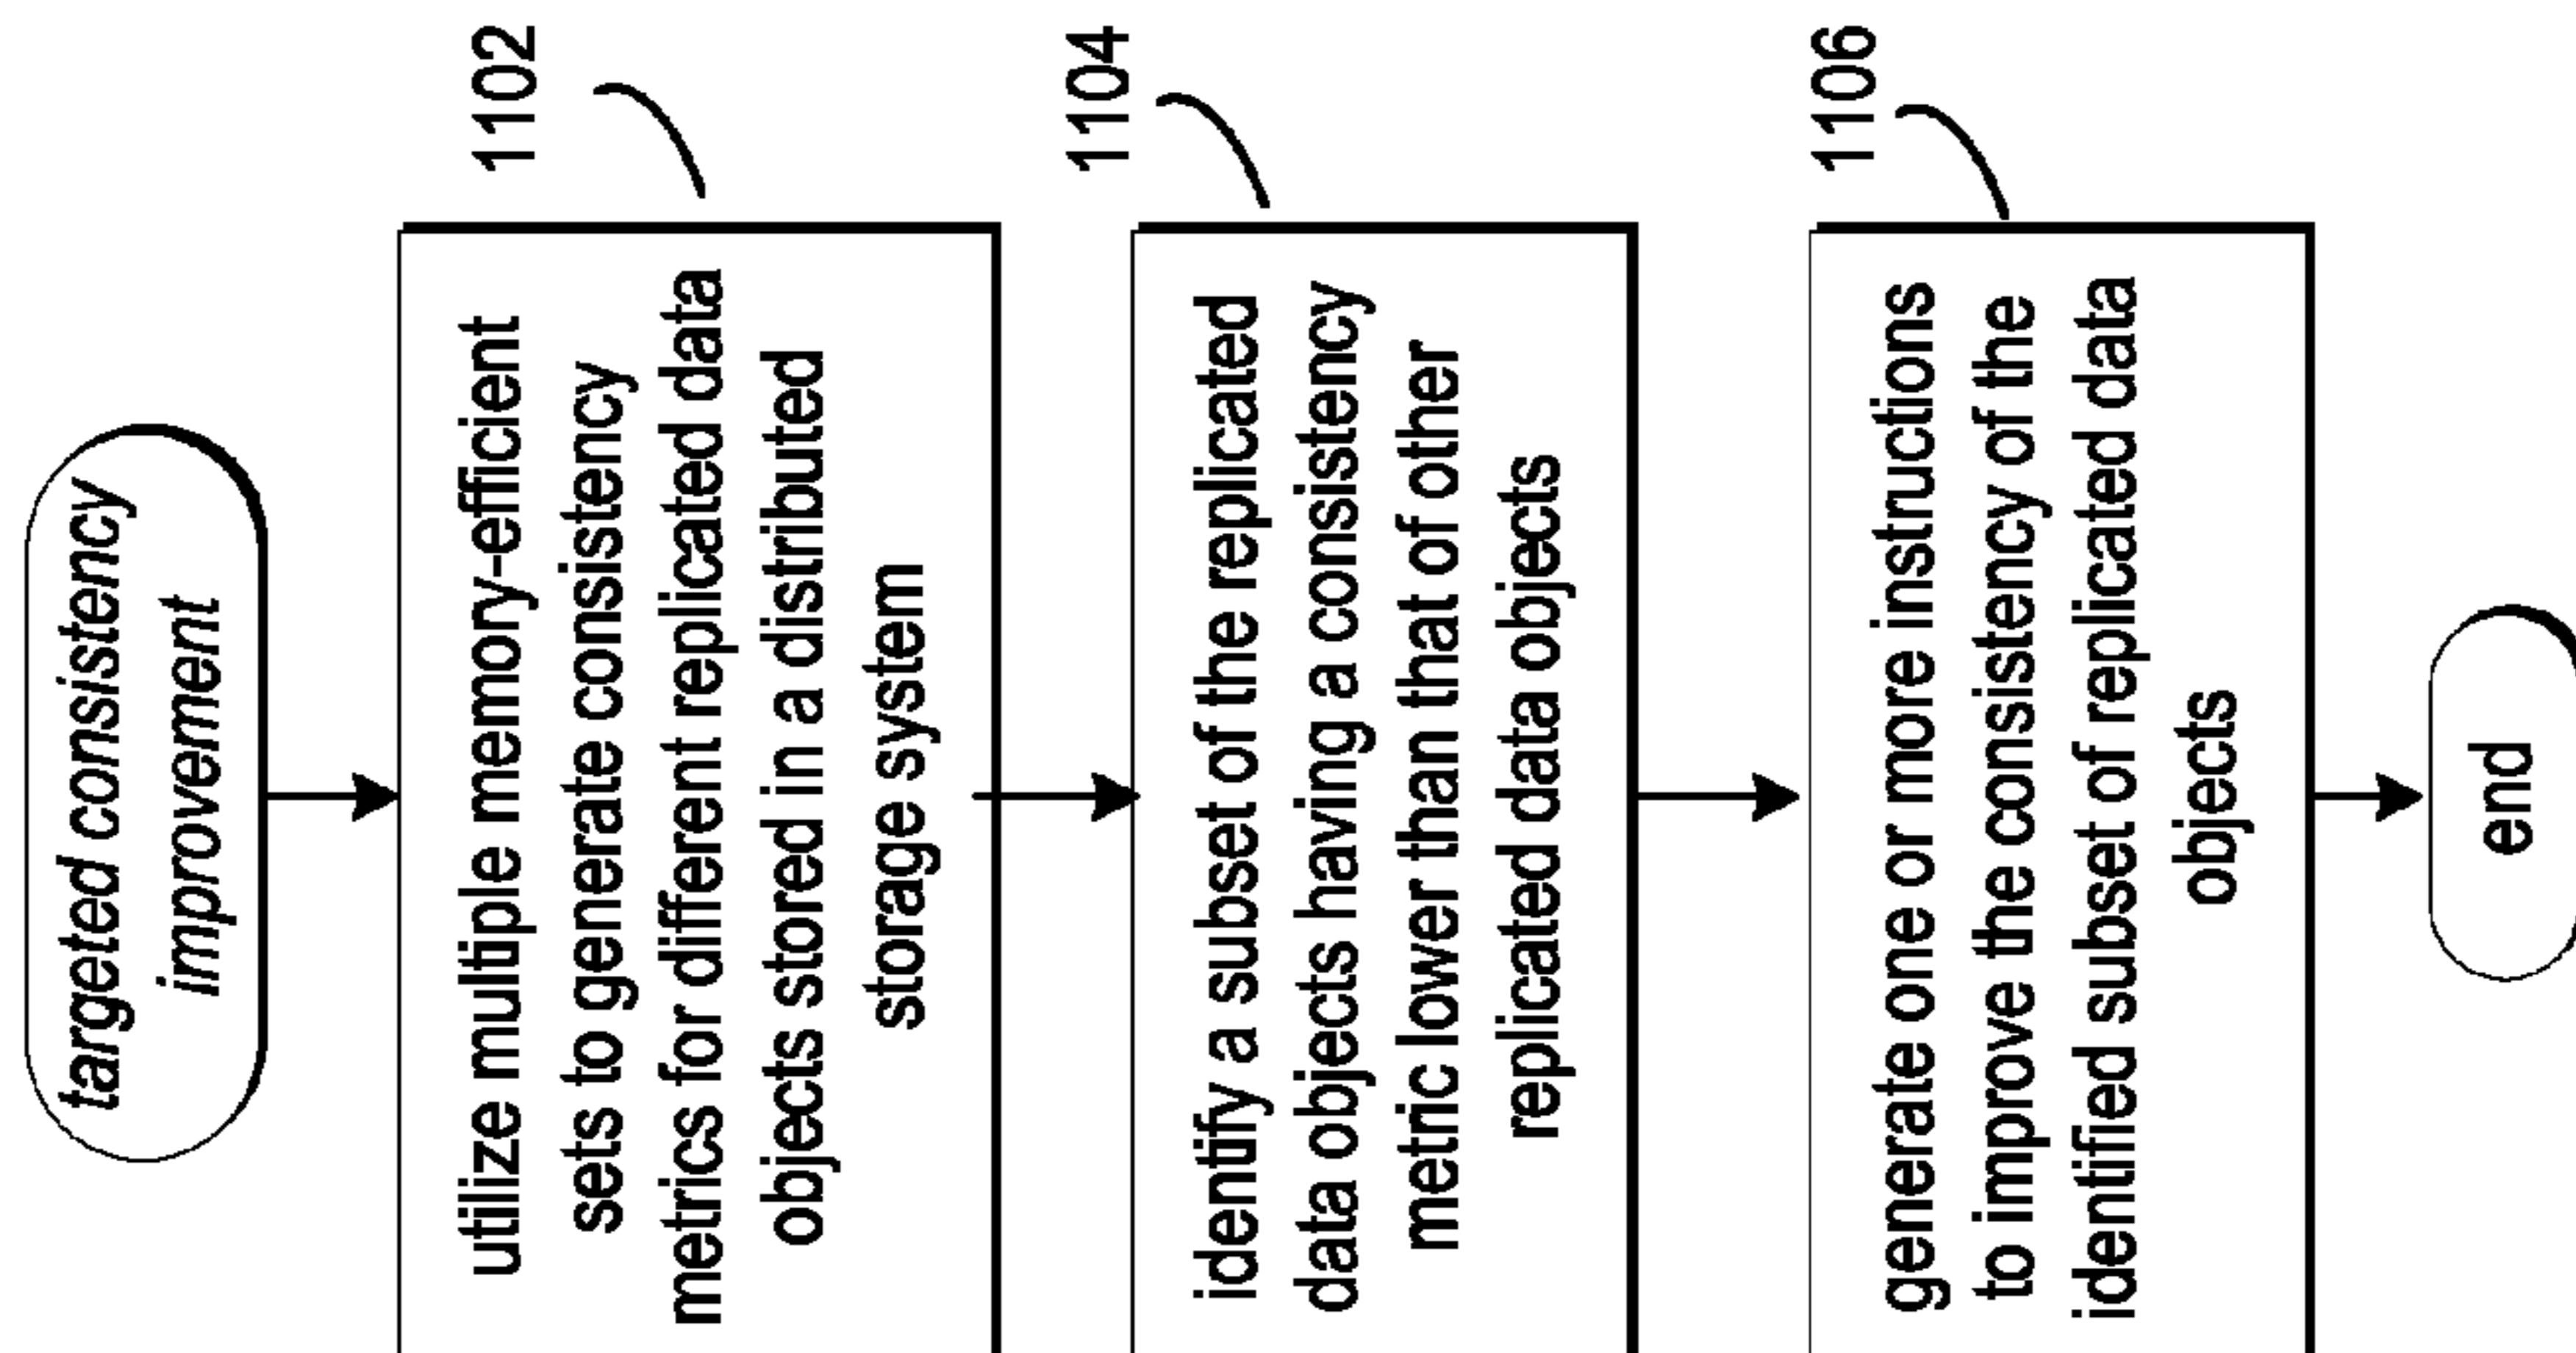 targeted consistency
improvement
1102
utilize multiple memory-efficient
sets to generate consistency
metrics for different replicated data
objects stored in a distributed
storage system
1104
identify a subset of the replicated
data objects having a consistency
metric lower than that of other
replicated data objects
1106
generate one or more instructions
to improve the consistency of the
identified subset of replicated data
objects
end